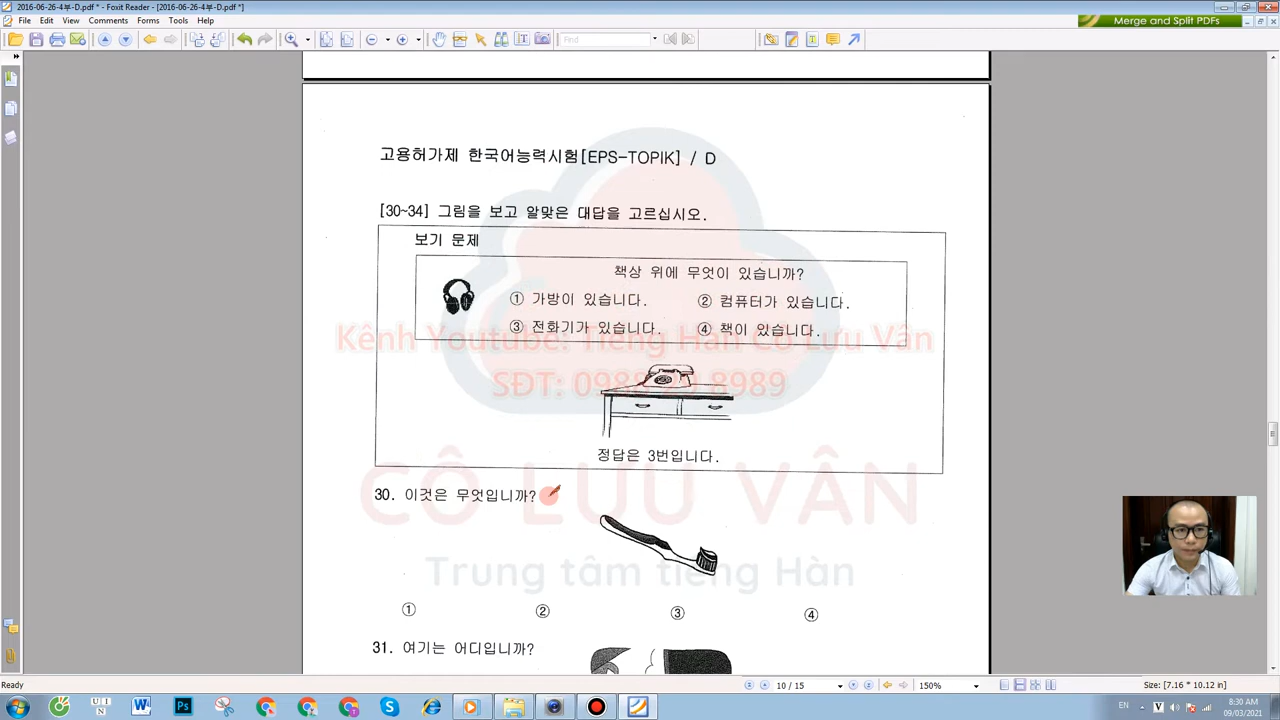 2016-06-26-4부-D.pdf * - Foxit Reader - [2016-06-26-4부-D.pdf *]
File Edit View Comments Forms Tools Help
Merge and Split PDFs
Find
고용허가제 한국어능력시험[EPS-TOPIK] / D
[30~34] 그림을 보고 알맞은 대답을 고르십시오.
보기 문제
책상 위에 무엇이 있습니까?
① 가방이 있습니다. ② 컴퓨터가 있습니다.
③ 전화기가 있습니다. ④ 책이 있습니다.
Kênh Youtube: Tiếng Hàn Cô Lưu Vân
SĐT: 8989
정답은 3번입니다.
CÔ LƯU VÂN
30. 이것은 무엇입니까?
Trung tâm tiếng Hàn
① ② ③ ④
31. 여기는 어디입니까?
Ready 10 / 15 150% Size: [7.16 * 10.12 in]
EN 8:30 AM
09/03/2021